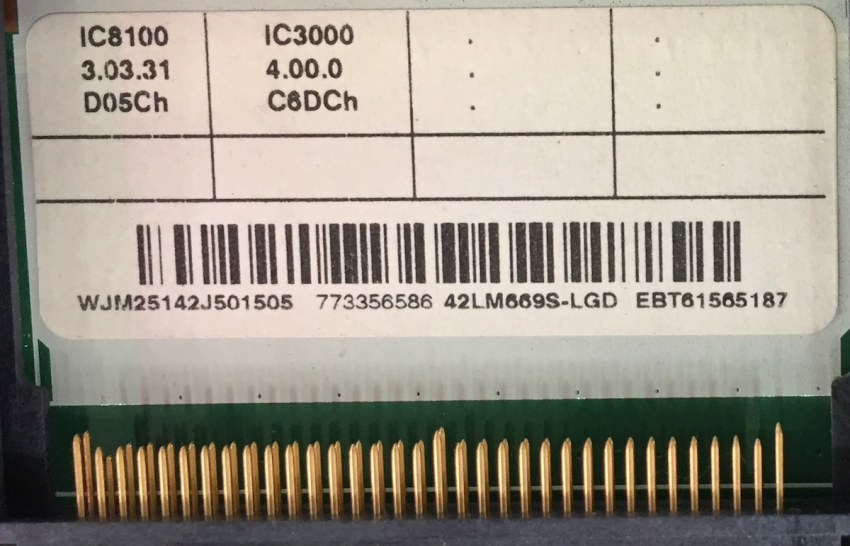 IC8100 IC3000 . .
3.03.31 4.00.0 . .
D05Ch C6DCh . .
WJM25142J501505 773356586 42LM669S-LGD EBT61565187